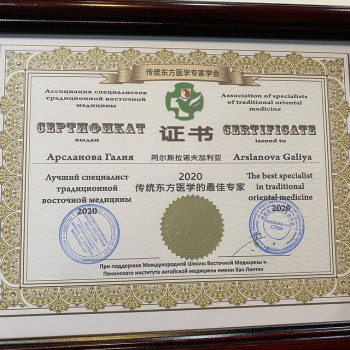 传统东方医学专家学会
Ассоциация специалистов
традиционной восточной
медицины
Association of specialists
of traditional oriental
medicine
СЕРТИФИКАТ
выдан
证书
CERTIFICATE
issued to
Арсланова Галия
阿尔斯拉诺夫加利亚
Arslanova Galiya
Лучший специалист
традиционной
восточной медицины
2020
2020
传统东方医学的最佳专家
The best specialist
in traditional
oriental medicine
2020
При поддержке Международной Школы Восточной Медицины и
Пекинского института китайской медицины имени Хан Линтан